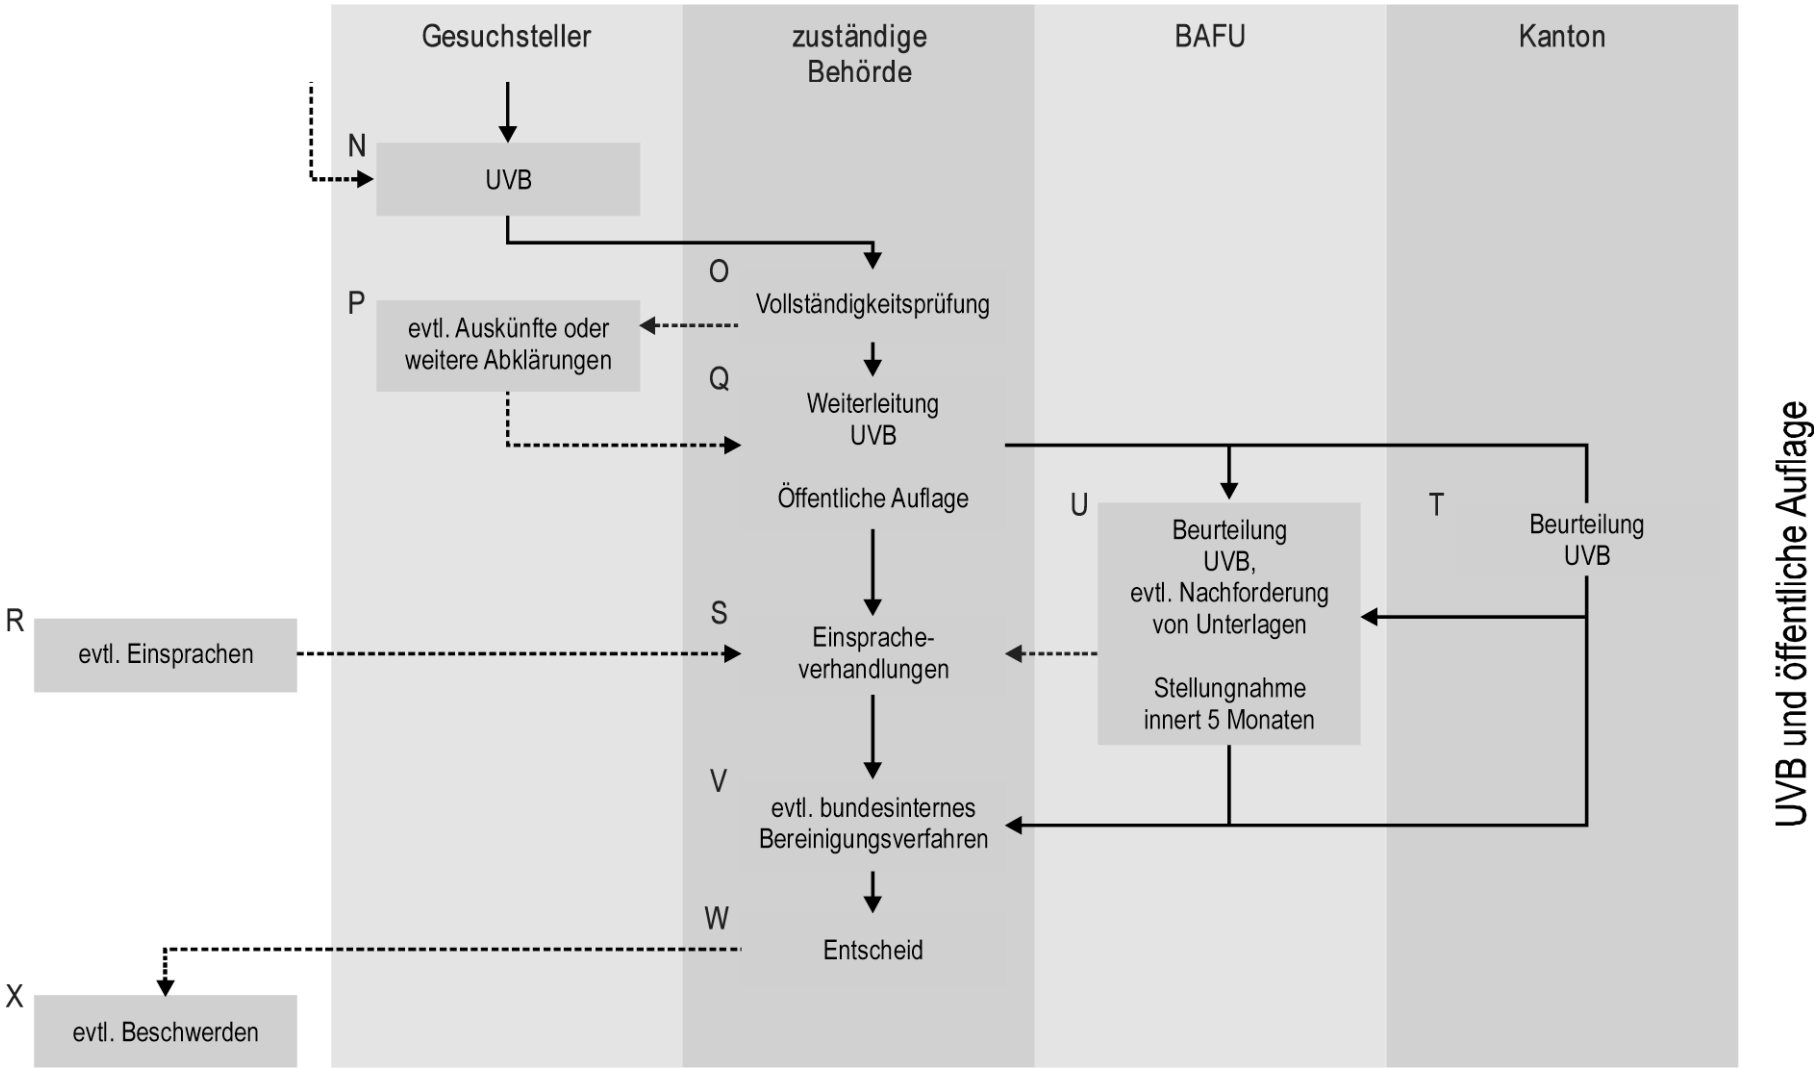 Gesuchsteller
zuständige
Behörde
BAFU
Kanton
N
UVB
O
Vollständigkeitsprüfung
P
evtl. Auskünfte oder
weitere Abklärungen
Q
Weiterleitung
UVB
Öffentliche Auflage
U
Beurteilung
UVB,
evtl. Nachforderung
von Unterlagen
Stellungnahme
innert 5 Monaten
T
Beurteilung
UVB
R
evtl. Einsprachen
S
Einsprache-
verhandlungen
V
evtl. bundesinternes
Bereinigungsverfahren
W
Entscheid
X
evtl. Beschwerden
UVB und öffentliche Auflage